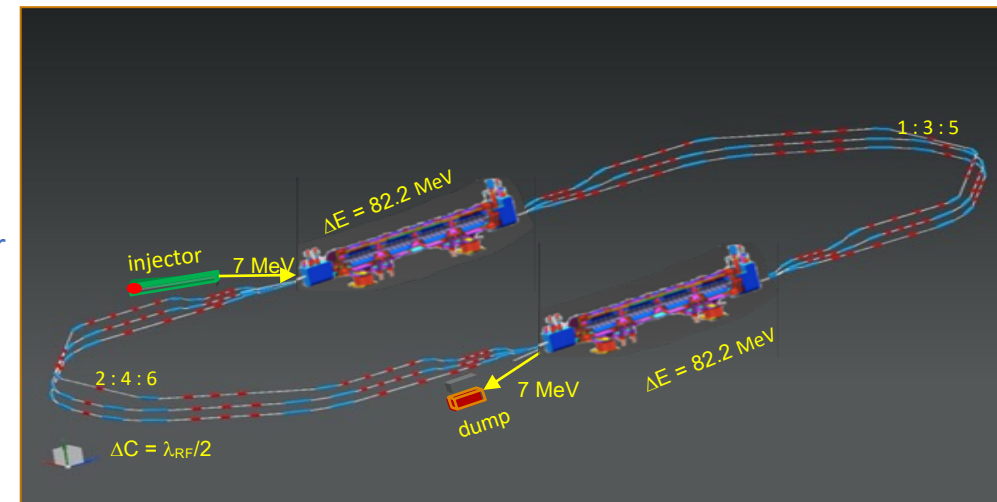 1 : 3 : 5
ΔE = 82.2 MeV
injector
7 MeV
2 : 4 : 6
ΔE = 82.2 MeV
7 MeV
dump
ΔC = λRF/2